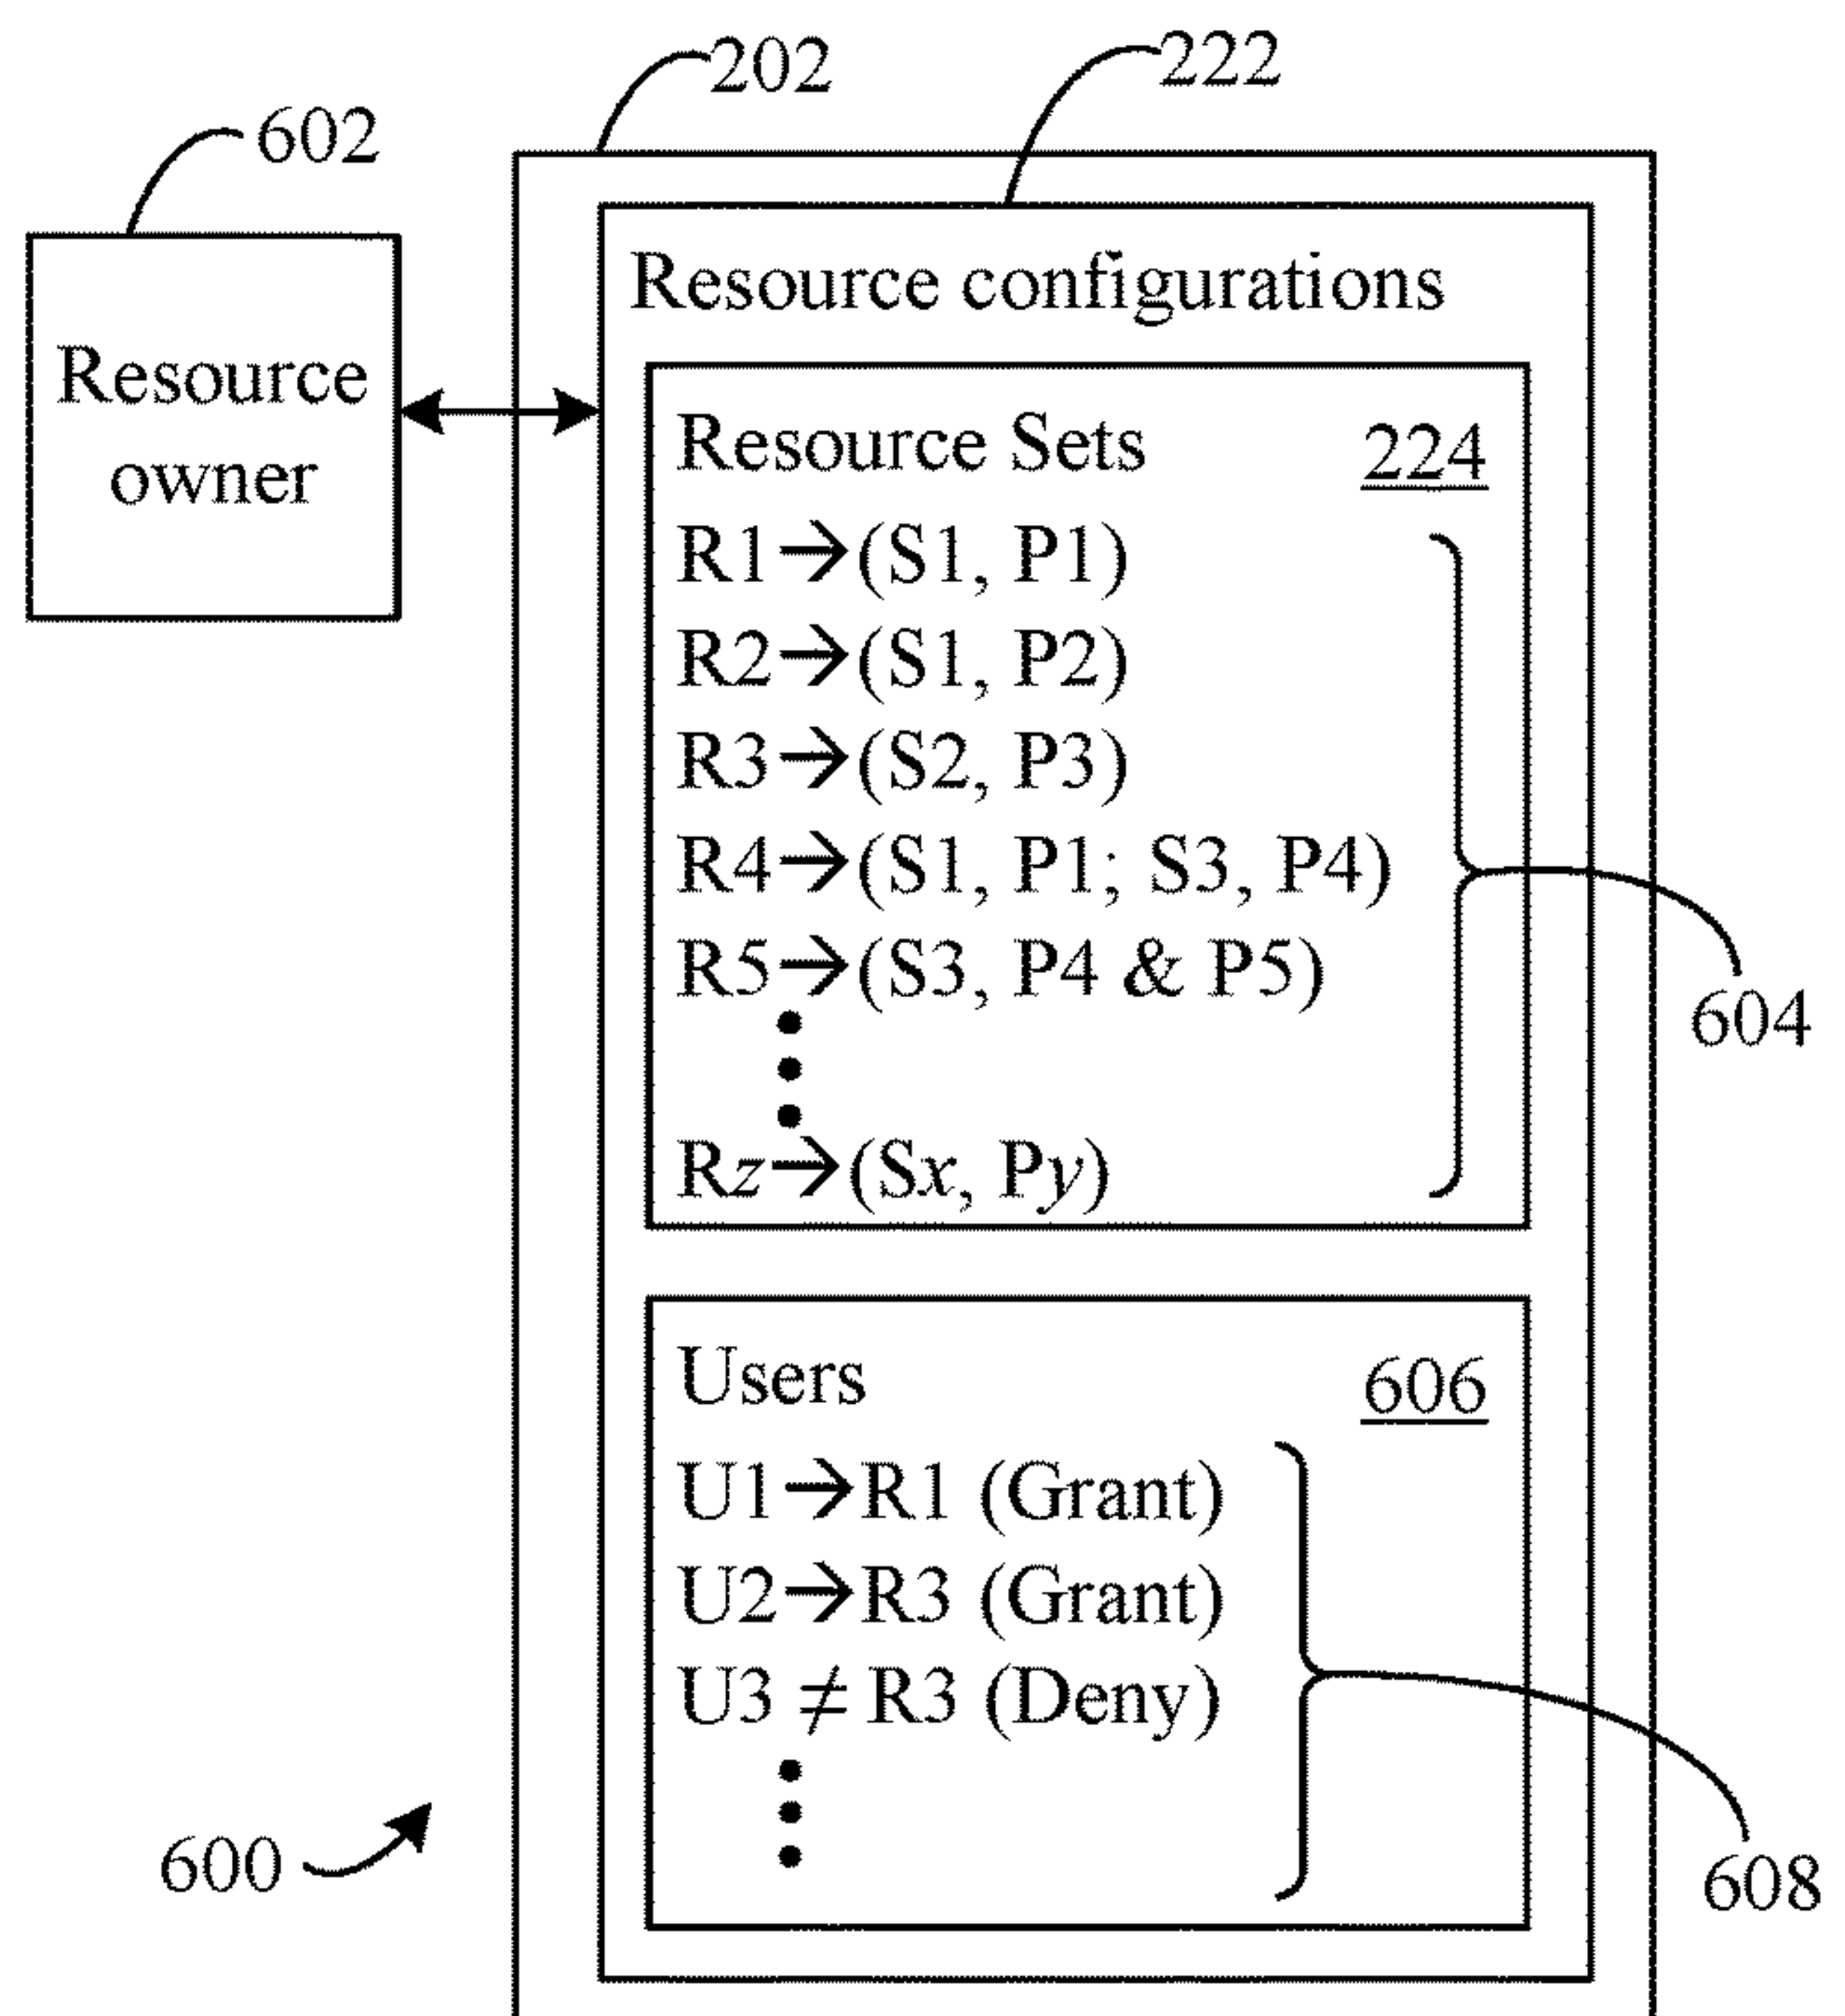 202
222
602
Resource
owner
Resource configurations
Resource Sets 224
R1→(S1, P1)
R2→(S1, P2)
R3→(S2, P3)
R4→(S1, P1; S3, P4)
R5→(S3, P4 & P5)
Rz→(Sx, Py)
604
Users 606
U1→R1 (Grant)
U2→R3 (Grant)
U3 ≠ R3 (Deny)
600
608